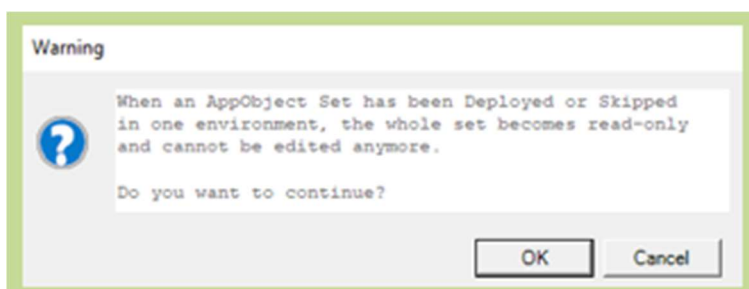 Warning
When an AppObject Set has been Deployed or Skipped
in one environment, the whole set becomes read-only
and cannot be edited anymore.
Do you want to continue?
OK Cancel